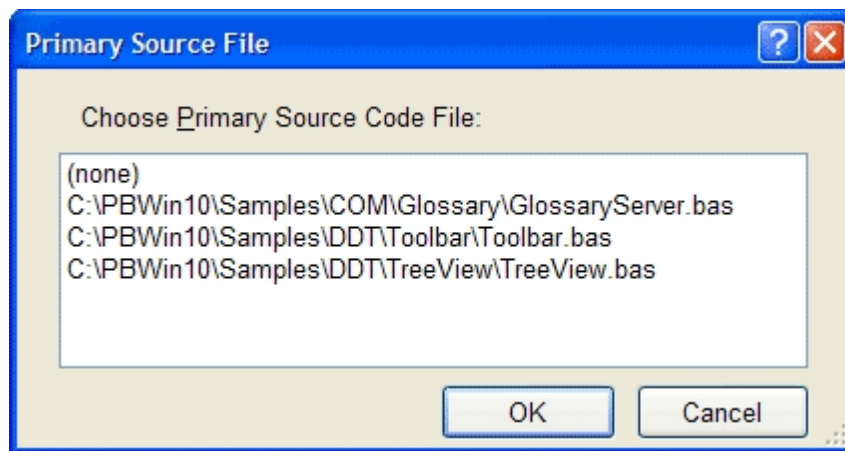 Primary Source File
?
Choose Primary Source Code File:
(none)
C:\PBWin10\Samples\COM\Glossary\GlossaryServer.bas
C:\PBWin10\Samples\DDT\Toolbar\Toolbar.bas
C:\PBWin10\Samples\DDT\TreeView\TreeView.bas
OK Cancel